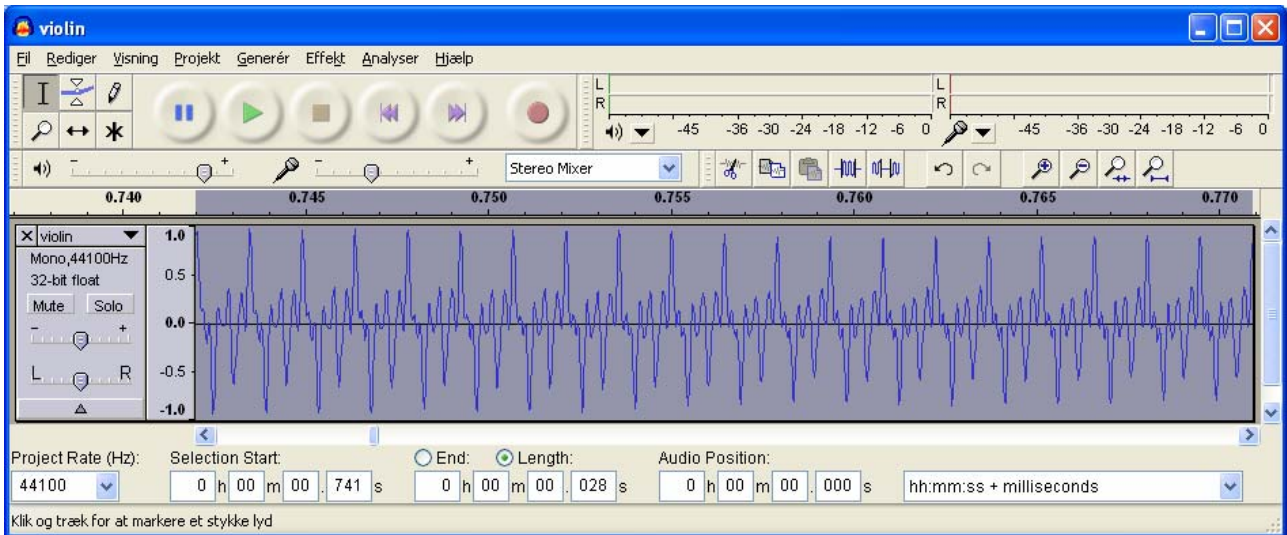 violin
Fil Rediger Visning Projekt Generér Effekt Analyser Hjælp
L
R
-45 -36 -30 -24 -18 -12 -6 0
L
R
-45 -36 -30 -24 -18 -12 -6 0
- + - + Stereo Mixer
0.740 0.745 0.750 0.755 0.760 0.765 0.770
X violin
Mono,44100Hz
32-bit float
Mute Solo
- +
L R
1.0
0.5
0.0
-0.5
-1.0
Project Rate (Hz): Selection Start: End: Length: Audio Position:
44100 0 h 00 m 00 . 741 s 0 h 00 m 00 . 028 s 0 h 00 m 00 . 000 s hh:mm:ss + milliseconds
Klik og træk for at markere et stykke lyd